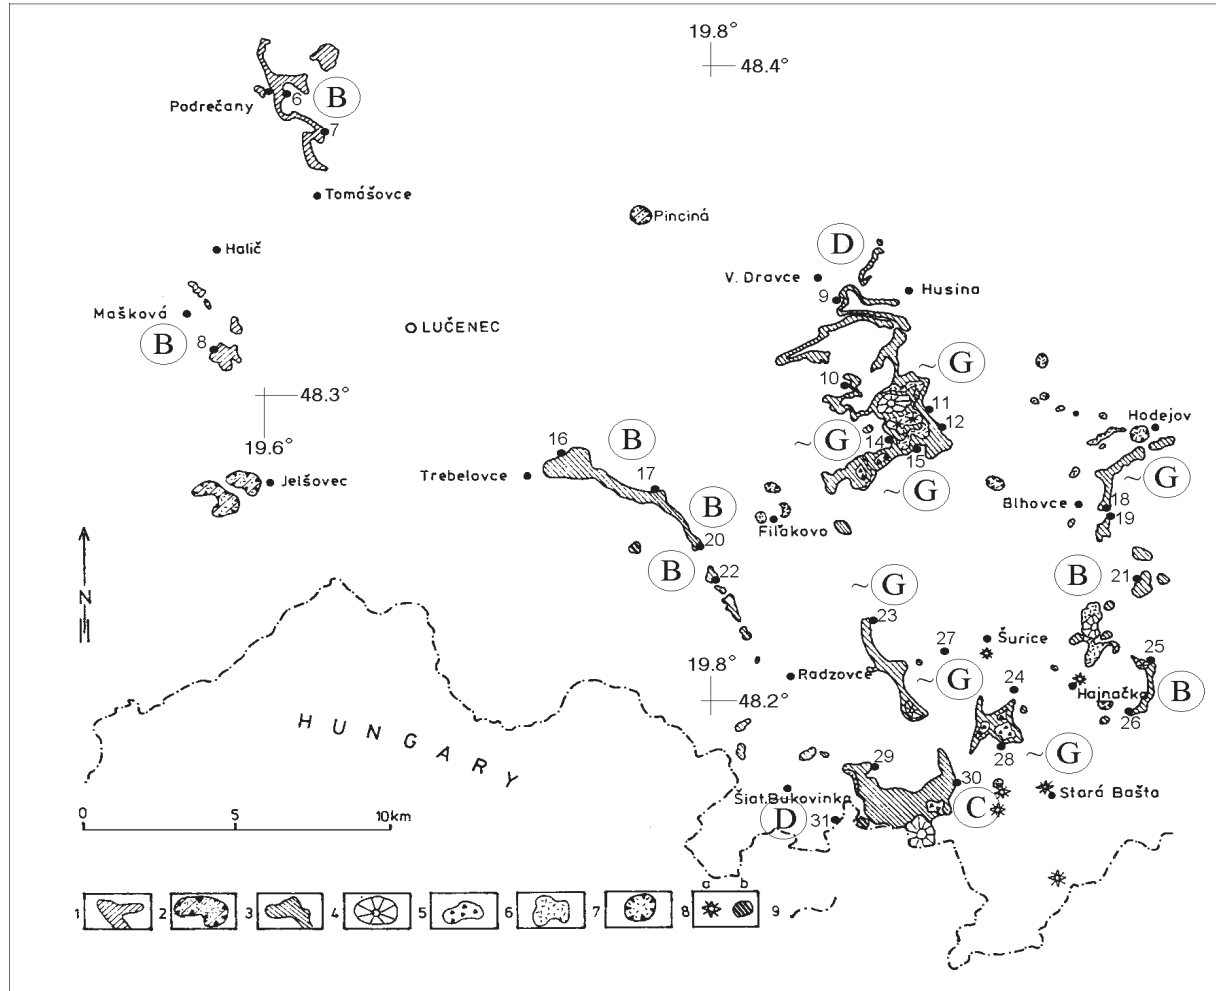 19.8°
48.4°
Podrečany
6
B
7
Tomášovce
Pinciná
Halič
D
V. Dravce
9
Husina
Mašková
B
8
LUČENEC
~ G
10
48.3°
11
19.6°
12
Hodejov
16
B
~ G
14
15
Trebelovce
17
~ G
~ G
Jelšovec
B
Blhovce
18
19
Fiľakovo
20
B
22
~ G
B
21
N
23
27
Šurice
25
19.8°
48.2°
Radzovce
~ G
24
Hajnačka
B
26
HUNGARY
28
~ G
29
30
Šiat.Bukovinka
C
Stará Bašta
D
31
0
5
10km
a
b
1
2
3
4
5
6
7
8
9